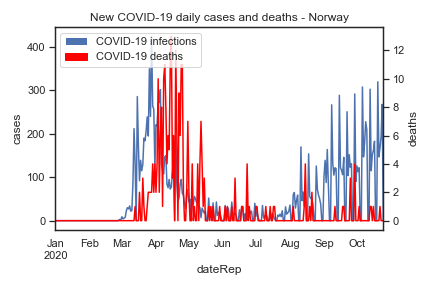 New COVID-19 daily cases and deaths - Norway
COVID-19 infections
COVID-19 deaths
400
300
200
100
0
cases
12
10
8
6
4
2
0
deaths
Jan Feb Mar Apr May Jun Jul Aug Sep Oct
2020
dateRep